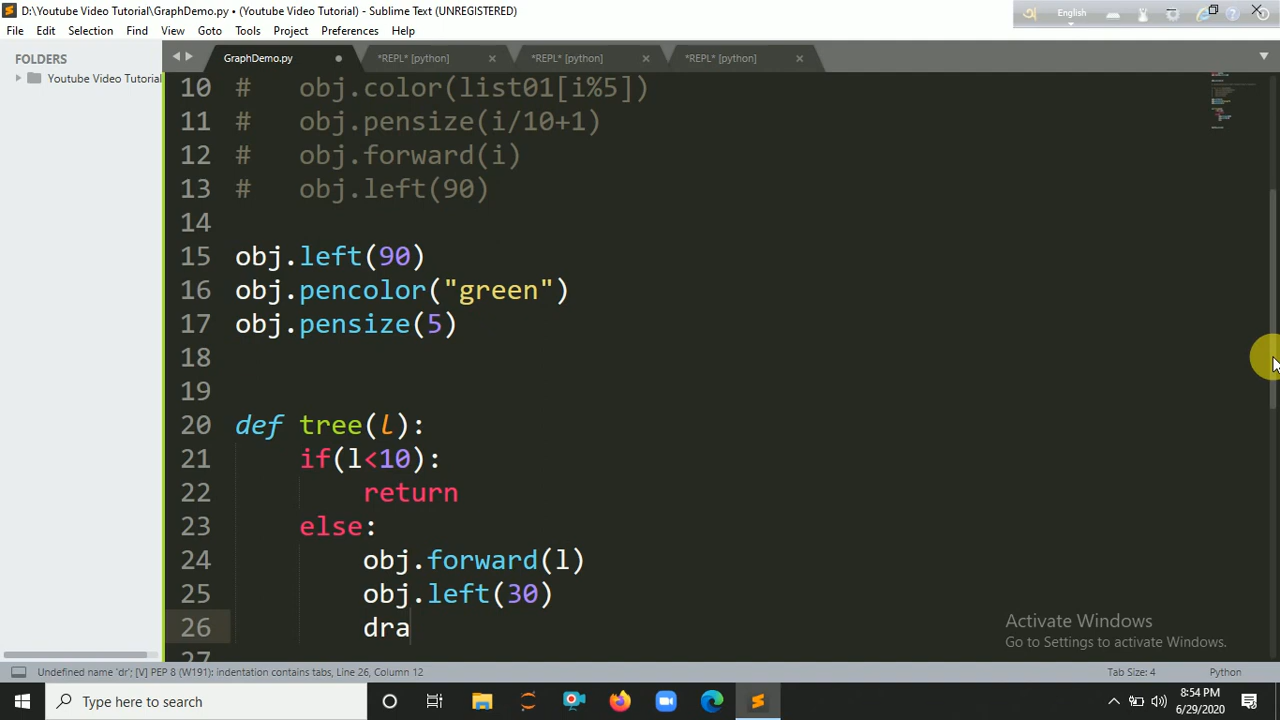 D:\Youtube Video Tutorial\GraphDemo.py • (Youtube Video Tutorial) - Sublime Text (UNREGISTERED)
English
File Edit Selection Find View Goto Tools Project Preferences Help
FOLDERS
Youtube Video Tutorial
GraphDemo.py *REPL* [python] *REPL* [python] *REPL* [python]
10 # obj.color(list01[i%5])
11 # obj.pensize(i/10+1)
12 # obj.forward(i)
13 # obj.left(90)
14
15 obj.left(90)
16 obj.pencolor("green")
17 obj.pensize(5)
18
19
20 def tree(l):
21 if(l<10):
22 return
23 else:
24 obj.forward(l)
25 obj.left(30)
26 dra
27
Activate Windows
Go to Settings to activate Windows.
Undefined name 'dr'; [V] PEP 8 (W191): indentation contains tabs, Line 26, Column 12
Tab Size: 4 Python
Type here to search
8:54 PM
6/29/2020